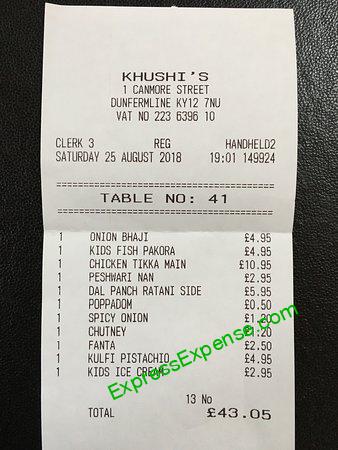 KHUSHI'S
1 CANMORE STREET
DUNFERMLINE KY12 7NU
VAT NO 223 6396 10
CLERK 3 REG HANDHELD2
SATURDAY 25 AUGUST 2018 19:01 149924
TABLE NO: 41
1 ONION BHAJI £4.95
1 KIDS FISH PAKORA £4.95
1 CHICKEN TIKKA MAIN £10.95
1 PESHWARI NAN £2.95
1 DAL PANCH RATANI SIDE £5.95
1 POPPADOM £0.50
1 SPICY ONION £1.20
1 CHUTNEY £1.20
1 FANTA £2.50
1 KULFI PISTACHIO £4.95
1 KIDS ICE CREAM £2.95
13 No
TOTAL £43.05
ExpressExpense.com